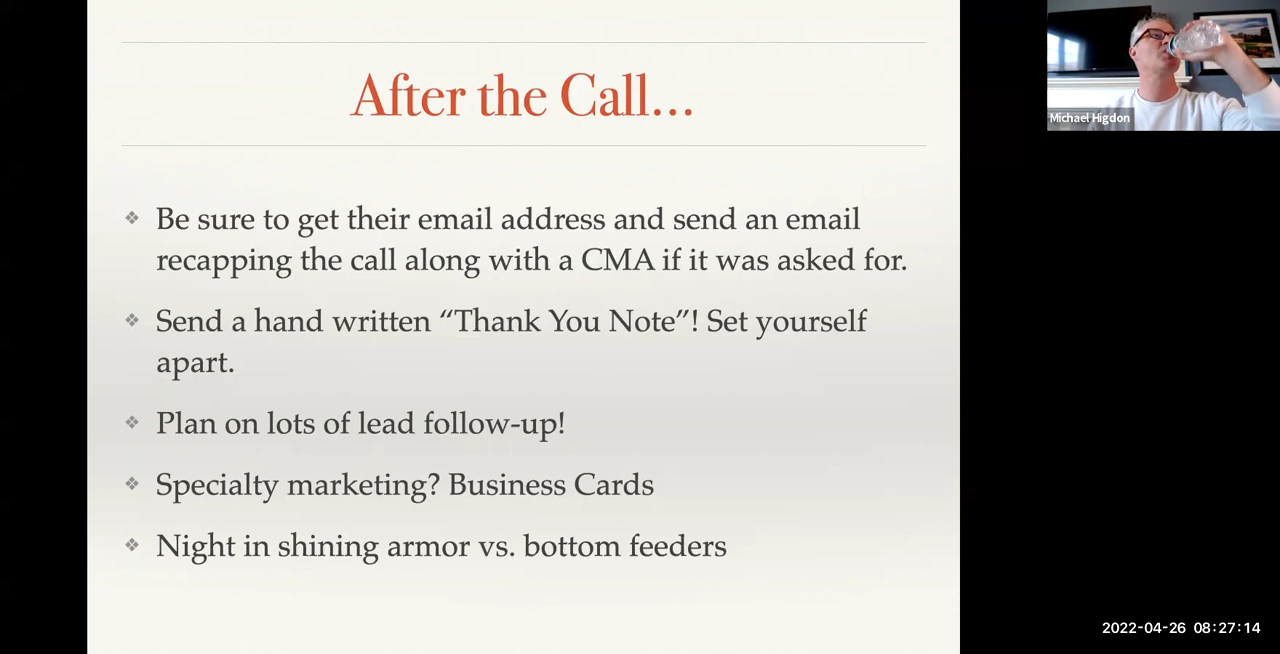 After the Call...
Be sure to get their email address and send an email
recapping the call along with a CMA if it was asked for.
Send a hand written “Thank You Note”! Set yourself
apart.
Plan on lots of lead follow-up!
Specialty marketing? Business Cards
Night in shining armor vs. bottom feeders
Michael Higdon
2022-04-26 08:27:14